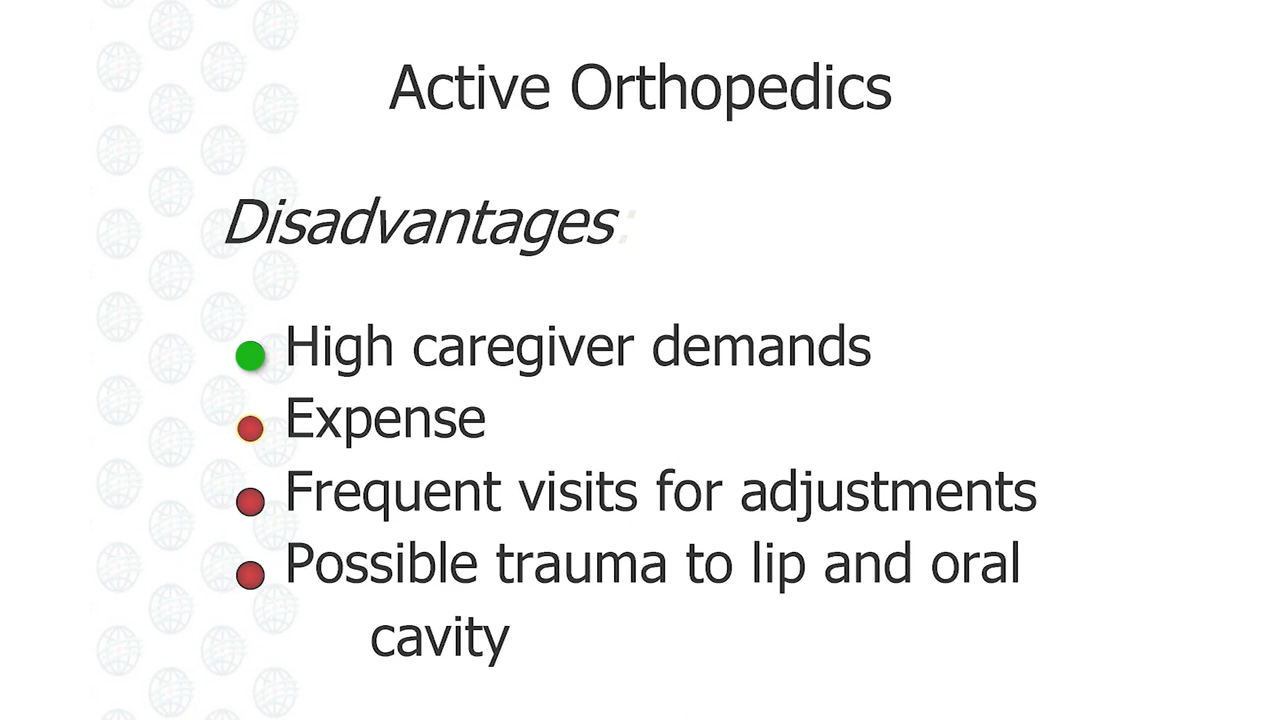 Active Orthopedics
Disadvantages:
High caregiver demands
Expense
Frequent visits for adjustments
Possible trauma to lip and oral
cavity